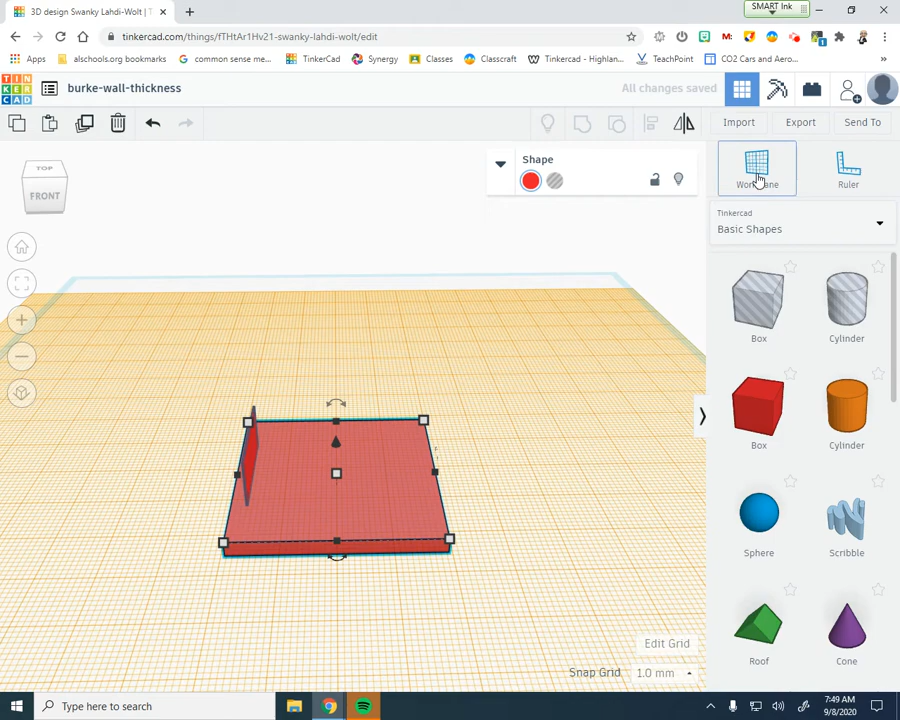 3D design Swanky Lahdi-Wolt | T
SMART Ink
tinkercad.com/things/fTHtAr1Hv21-swanky-lahdi-wolt/edit
Apps
alschools.org bookmarks
common sense me...
TinkerCad
Synergy
Classes
Classcraft
Tinkercad - Highlan...
TeachPoint
CO2 Cars and Aero...
TIN
KER
CAD
burke-wall-thickness
All changes saved
Import
Export
Send To
Shape
Workplane
Ruler
TOP
FRONT
Tinkercad
Basic Shapes
Box
Cylinder
Box
Cylinder
Sphere
Scribble
Roof
Cone
Edit Grid
Snap Grid
1.0 mm
Type here to search
7:49 AM
9/8/2020